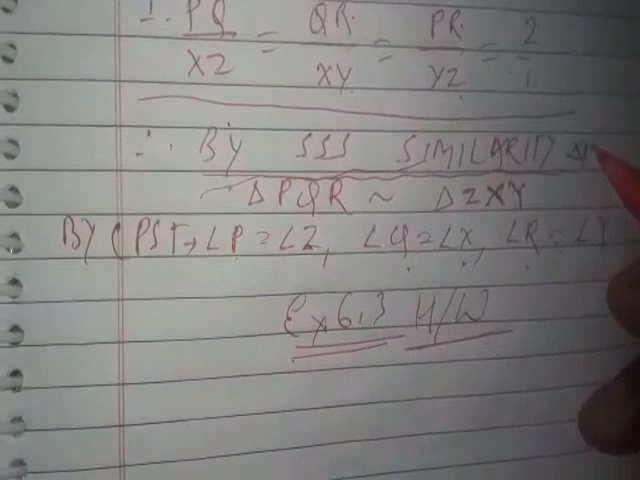 ∴ PQ/XZ = QR/XY = PR/YZ = 2/1
∴ BY SSS SIMILARITY
ΔPQR ~ ΔZXY
BY CPST → ∠P = ∠Z, ∠Q = ∠X, ∠R = ∠Y
Ex 6.3 H/W